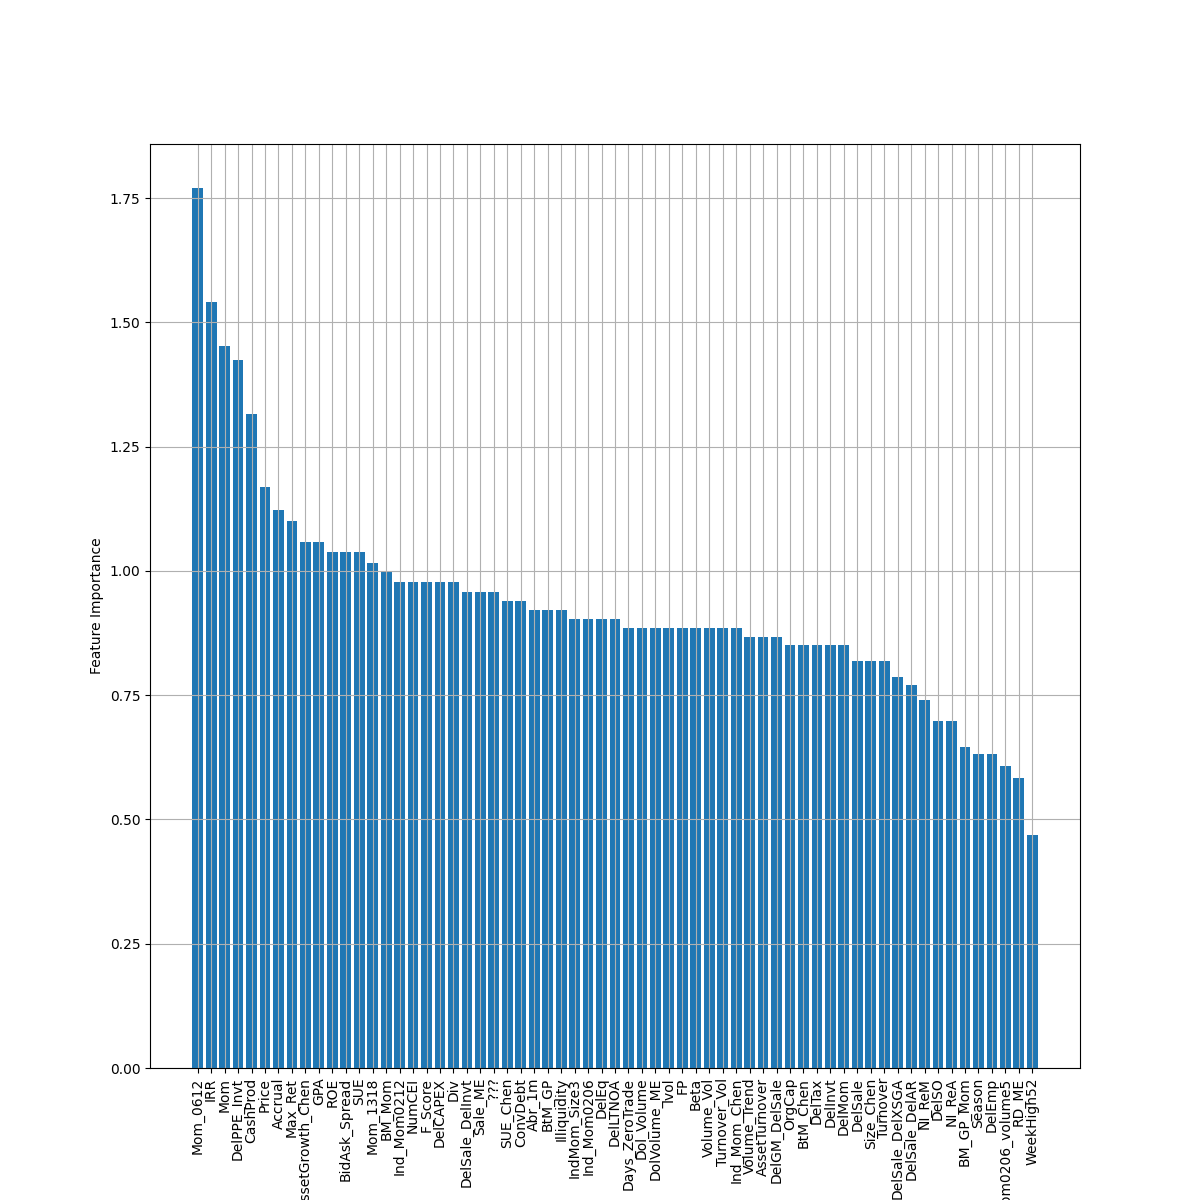 1.75
1.50
1.25
1.00
0.75
0.50
0.25
0.00
Feature Importance
Mom_0612
IRR
Mom
DelPPE_Invt
CashProd
Price
Accrual
Max_Ret
ssetGrowth_Chen
GPA
ROE
BidAsk_Spread
SUE
Mom_1318
BM_Mom
Ind_Mom0212
NumCEI
F_Score
DelCAPEX
Div
DelSale_DelInvt
Sale_ME
???
SUE_Chen
ConvDebt
Abr_1m
BtM_GP
Illiquidity
IndMom_Size3
Ind_Mom0206
DelEq
DelLTNOA
Days_ZeroTrade
Dol_Volume
DolVolume_ME
Ivol
FP
Beta
Volume_Vol
Turnover_Vol
Ind_Mom_Chen
Volume_Trend
AssetTurnover
DelGM_DelSale
OrgCap
BtM_Chen
DelTax
DelInvt
DelMom
DelSale
Size_Chen
Turnover
DelSale_DelXSGA
DelSale_DelAR
NI_ReM
DelSO
NI_ReA
BM_GP_Mom
Season
DelEmp
om0206_Volume5
RD_ME
WeekHigh52